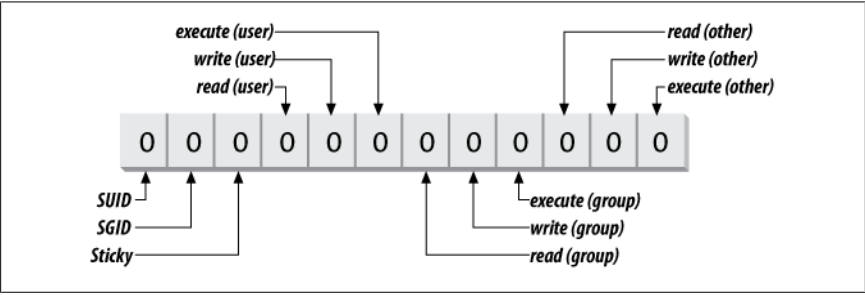 execute (user)
write (user)
read (user)
read (other)
write (other)
execute (other)
0 0 0 0 0 0 0 0 0 0 0 0
SUID
SGID
Sticky
execute (group)
write (group)
read (group)